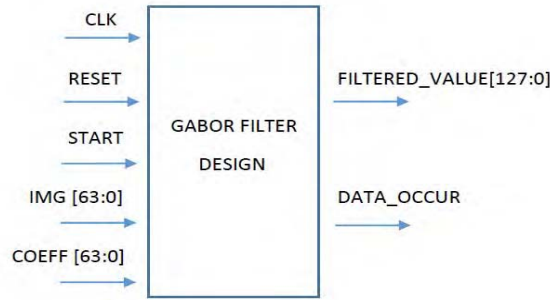 CLK
RESET
START
IMG [63:0]
COEFF [63:0]
GABOR FILTER
DESIGN
FILTERED_VALUE[127:0]
DATA_OCCUR